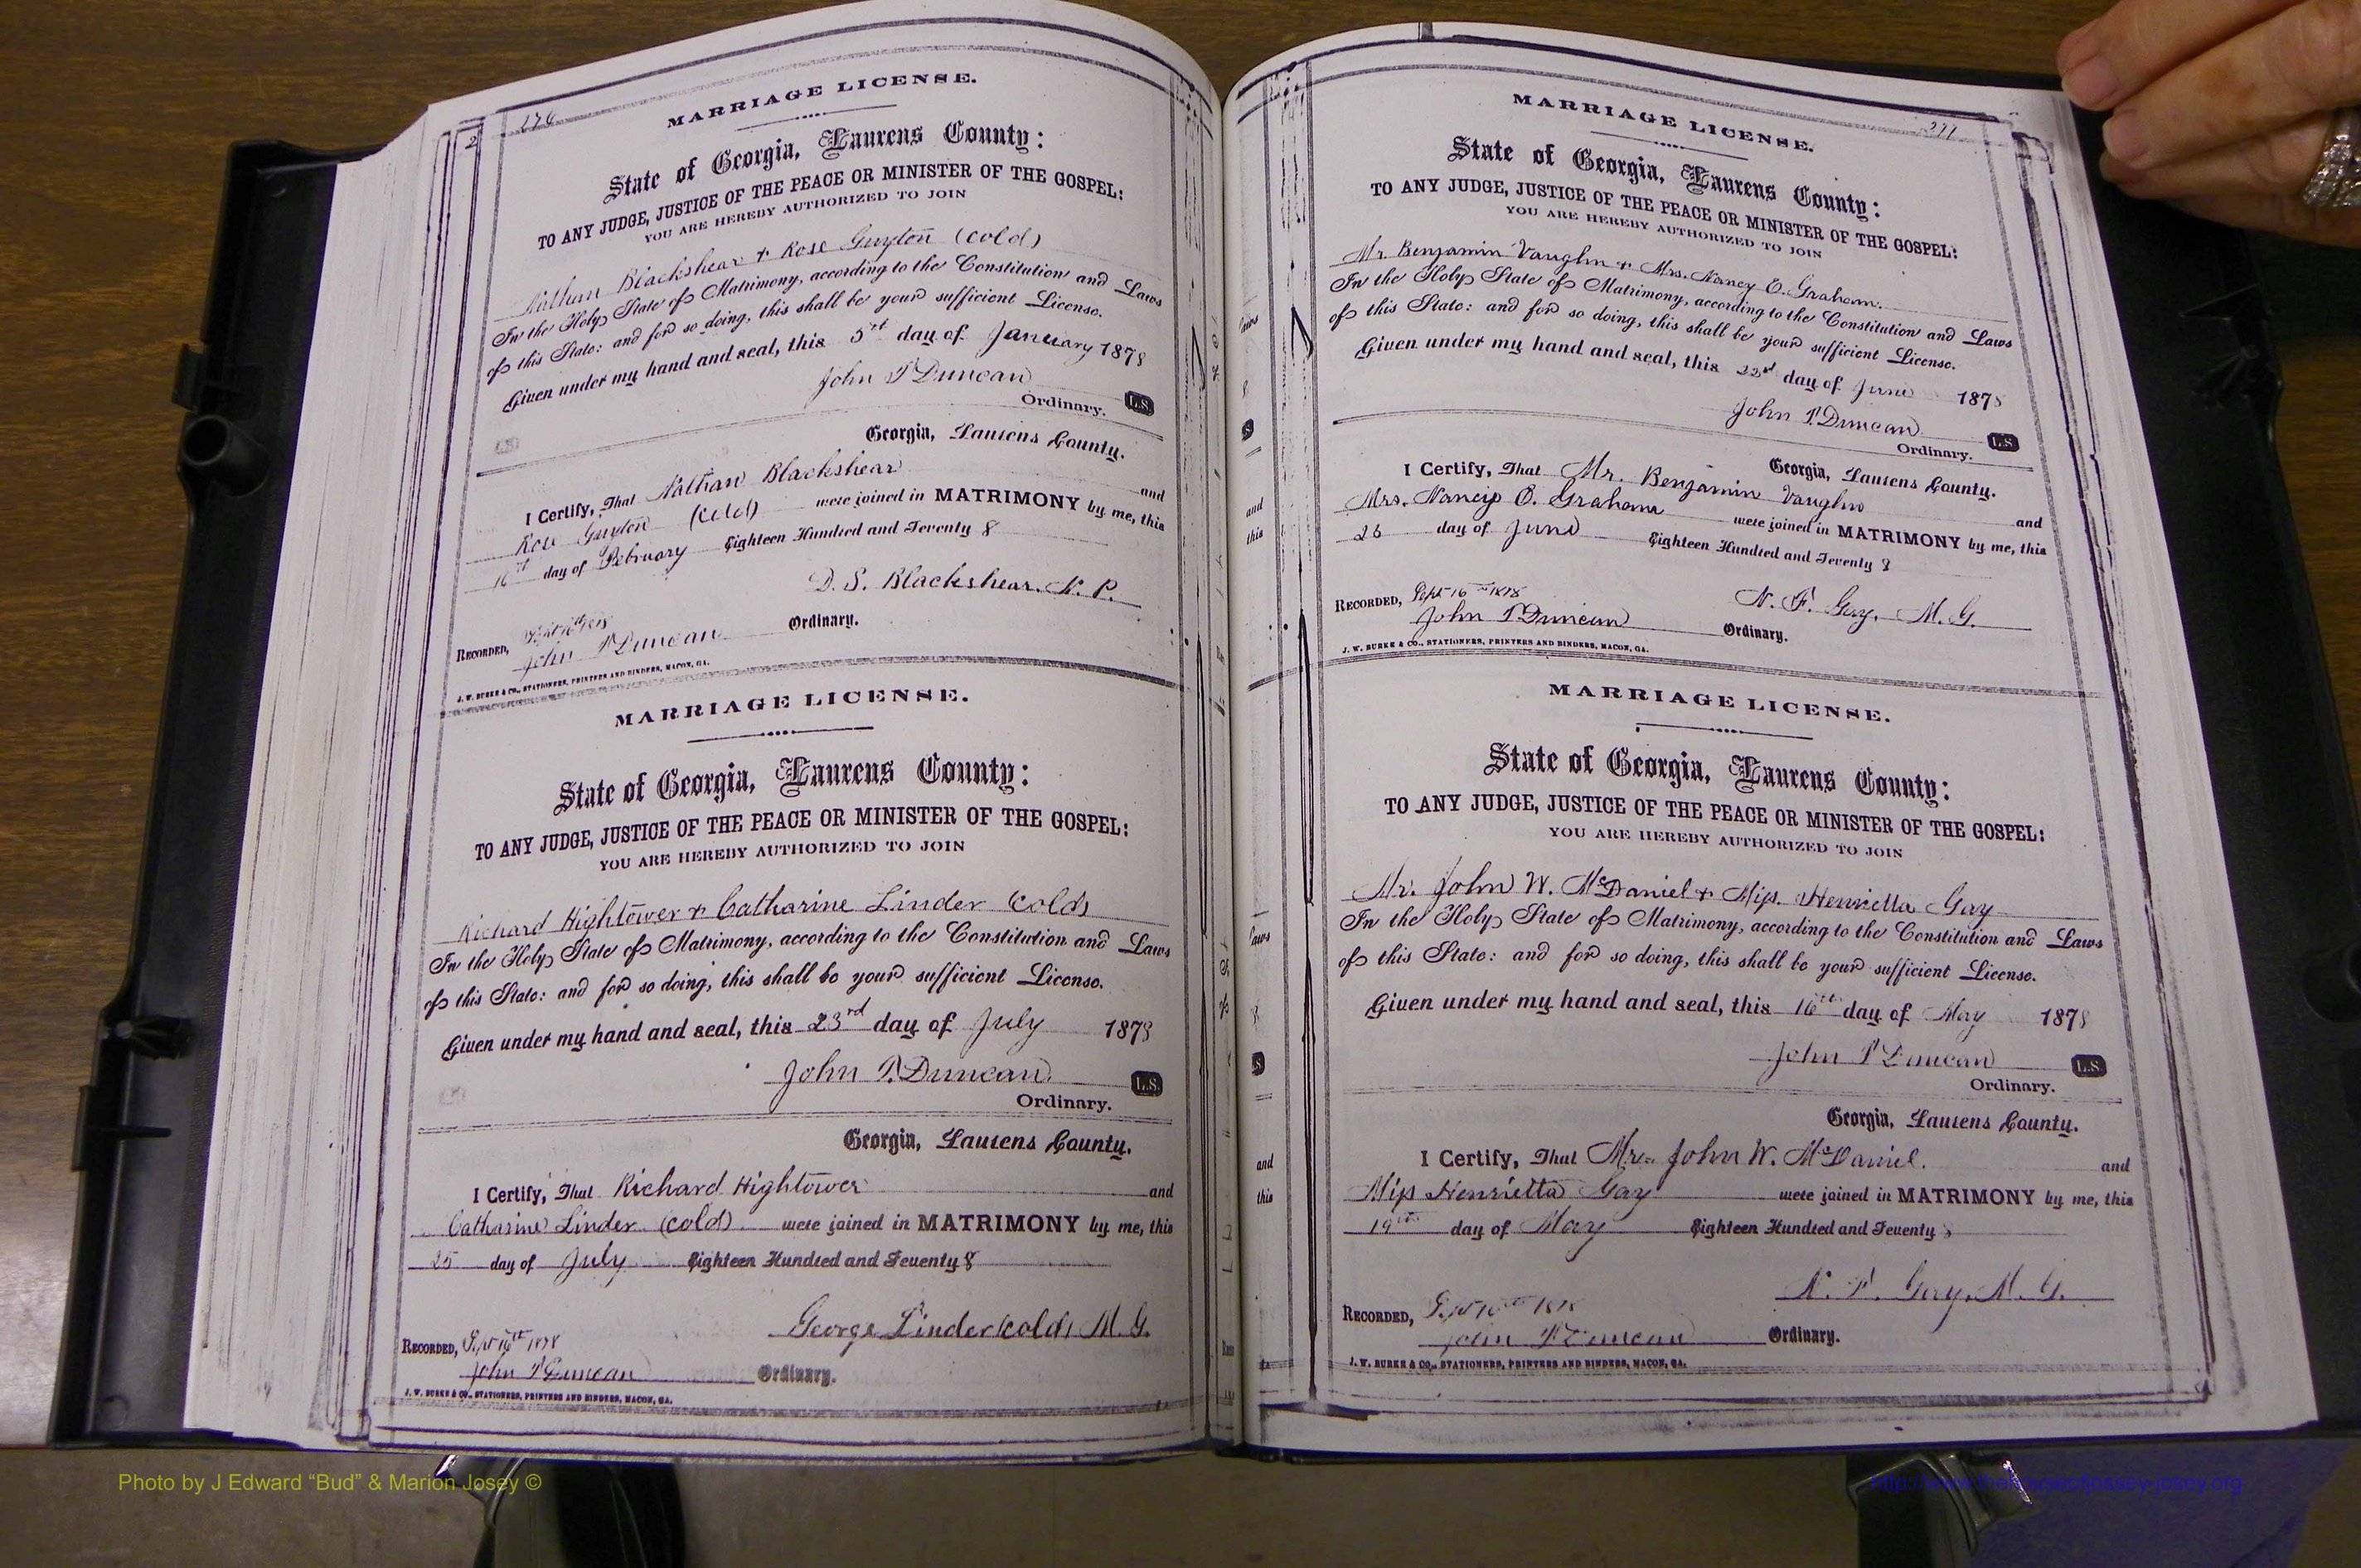 276
MARRIAGE LICENSE.
State of Georgia, Laurens County:
TO ANY JUDGE, JUSTICE OF THE PEACE OR MINISTER OF THE GOSPEL:
YOU ARE HEREBY AUTHORIZED TO JOIN
Nathan Blackshear + Rose Guyton (Cold)
In the Holy State of Matrimony, according to the Constitution and Laws
of this State: and for so doing, this shall be your sufficient License.
Given under my hand and seal, this 5 day of January 1878
John T Duncan
Ordinary. L.S.
Georgia, Laurens County.
I Certify, That Nathan Blackshear and
Rose Guyton (Cold) were joined in MATRIMONY by me, this
16th day of February Eighteen Hundred and Seventy 8
D. S. Blackshear. N. P.
RECORDED, Sept 16th 1878
John T Duncan Ordinary.
J. W. BURKE & CO., STATIONERS, PRINTERS AND BINDERS, MACON, GA.
MARRIAGE LICENSE.
State of Georgia, Laurens County:
TO ANY JUDGE, JUSTICE OF THE PEACE OR MINISTER OF THE GOSPEL:
YOU ARE HEREBY AUTHORIZED TO JOIN
Richard Hightower + Catharine Linder (Cold)
In the Holy State of Matrimony, according to the Constitution and Laws
of this State: and for so doing, this shall be your sufficient License.
Given under my hand and seal, this 23rd day of July 1878
John T. Duncan.
L.S.
Ordinary.
Georgia, Laurens County.
I Certify, That Richard Hightower and
Catharine Linder (Cold) were joined in MATRIMONY by me, this
25 day of July Eighteen Hundred and Seventy 8
George Linder (Cold) M. G.
RECORDED, Sept 16th 1878
John T Duncan Ordinary.
J. W. BURKE & CO., STATIONERS, PRINTERS AND BINDERS, MACON, GA.
277
MARRIAGE LICENSE.
State of Georgia, Laurens County:
TO ANY JUDGE, JUSTICE OF THE PEACE OR MINISTER OF THE GOSPEL:
YOU ARE HEREBY AUTHORIZED TO JOIN
Mr. Benjamin Vaughn + Mrs. Nancy E. Graham.
In the Holy State of Matrimony, according to the Constitution and Laws
of this State: and for so doing, this shall be your sufficient License.
Given under my hand and seal, this 22nd day of June 1878
John T. Duncan
Ordinary. L.S.
Georgia, Laurens County.
I Certify, That Mr. Benjamin Vaughn and
Mrs. Nancy E. Graham were joined in MATRIMONY by me, this
day of June Eighteen Hundred and Seventy 8
N. F. Gay, M. G.
RECORDED, Sept 16th 1878
John T Duncan Ordinary.
J. W. BURKE & CO., STATIONERS, PRINTERS AND BINDERS, MACON, GA.
MARRIAGE LICENSE.
State of Georgia, Laurens County:
TO ANY JUDGE, JUSTICE OF THE PEACE OR MINISTER OF THE GOSPEL:
YOU ARE HEREBY AUTHORIZED TO JOIN
Mr. John W. McDaniel + Miss. Henrietta Gay
In the Holy State of Matrimony, according to the Constitution and Laws
of this State: and for so doing, this shall be your sufficient License.
Given under my hand and seal, this 16th day of May 1878
John T Duncan
L.S.
Ordinary.
Georgia, Laurens County.
I Certify, That Mr. John W. McDaniel. and
Miss Henrietta Gay were joined in MATRIMONY by me, this
19th day of May Eighteen Hundred and Seventy 8
N. F. Gay. M. G.
RECORDED, Sept 16th 1878
John T Duncan Ordinary.
J. W. BURKE & CO., STATIONERS, PRINTERS AND BINDERS, MACON, GA.
Photo by J Edward “Bud” & Marion Josey ©
http://www.thehouseofjossey-josey.org